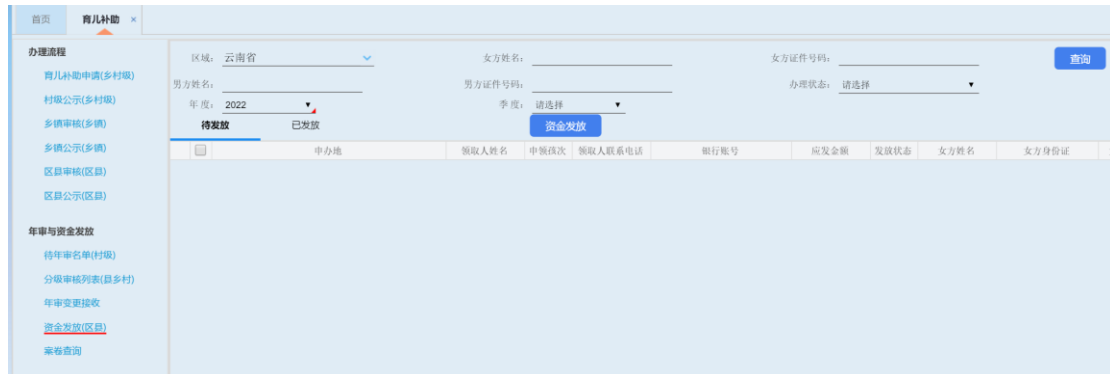 首页 育儿补助 ×
办理流程
育儿补助申请(乡村级)
村级公示(乡村级)
乡镇审核(乡镇)
乡镇公示(乡镇)
区县审核(区县)
区县公示(区县)
年审与资金发放
待年审名单(村级)
分级审核列表(县乡村)
年审变更接收
资金发放(区县)
案卷查询
区域: 云南省 女方姓名: 女方证件号码: 查询
男方姓名: 男方证件号码: 办理状态: 请选择
年度: 2022 季度: 请选择
待发放 已发放 资金发放
申办地 领取人姓名 申领孩次 领取人联系电话 银行账号 应发金额 发放状态 女方姓名 女方身份证